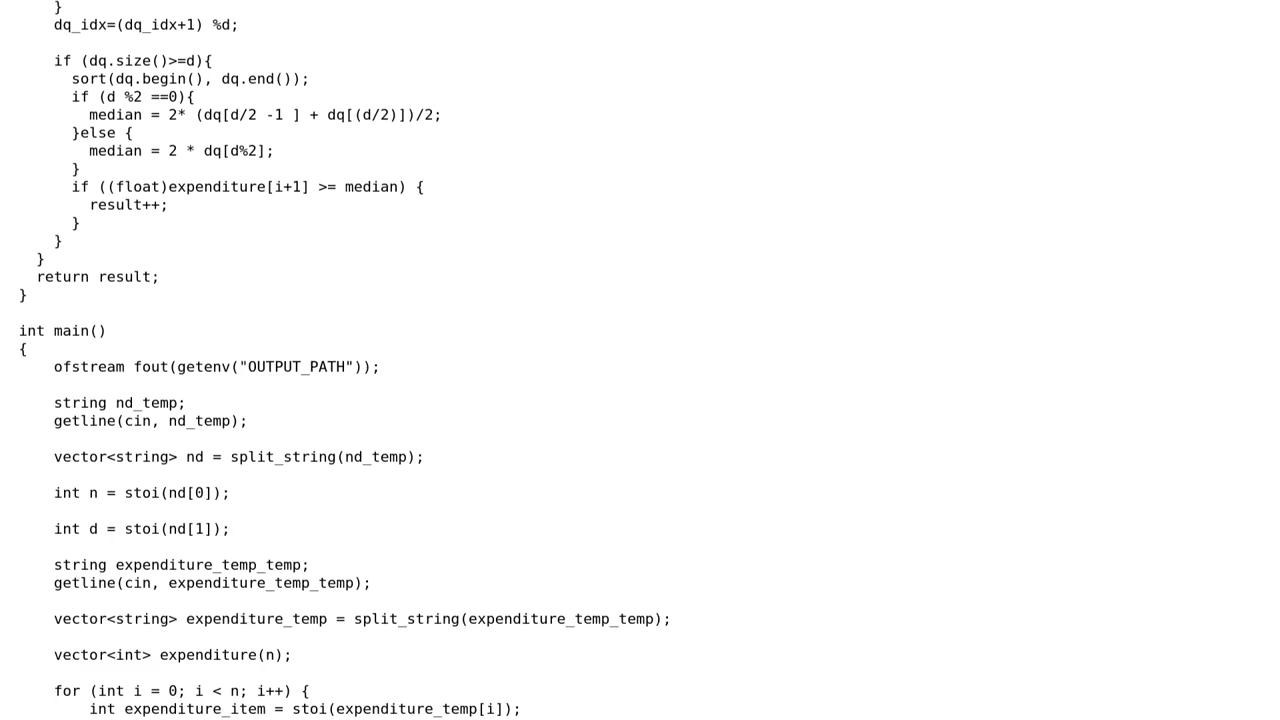 }
dq_idx=(dq_idx+1) %d;
if (dq.size()>=d){
sort(dq.begin(), dq.end());
if (d %2 ==0){
median = 2* (dq[d/2 -1 ] + dq[(d/2)])/2;
}else {
median = 2 * dq[d%2];
}
if ((float)expenditure[i+1] >= median) {
result++;
}
}
}
return result;
}
int main()
{
ofstream fout(getenv("OUTPUT_PATH"));
string nd_temp;
getline(cin, nd_temp);
vector<string> nd = split_string(nd_temp);
int n = stoi(nd[0]);
int d = stoi(nd[1]);
string expenditure_temp_temp;
getline(cin, expenditure_temp_temp);
vector<string> expenditure_temp = split_string(expenditure_temp_temp);
vector<int> expenditure(n);
for (int i = 0; i < n; i++) {
int expenditure_item = stoi(expenditure_temp[i]);